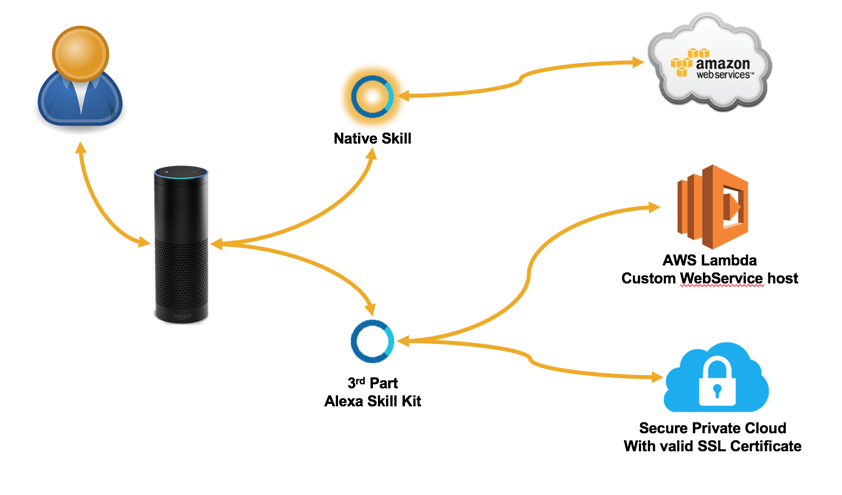 amazon
webservices™
Native Skill
AWS Lambda
Custom WebService host
3rd Part
Alexa Skill Kit
Secure Private Cloud
With valid SSL Certificate